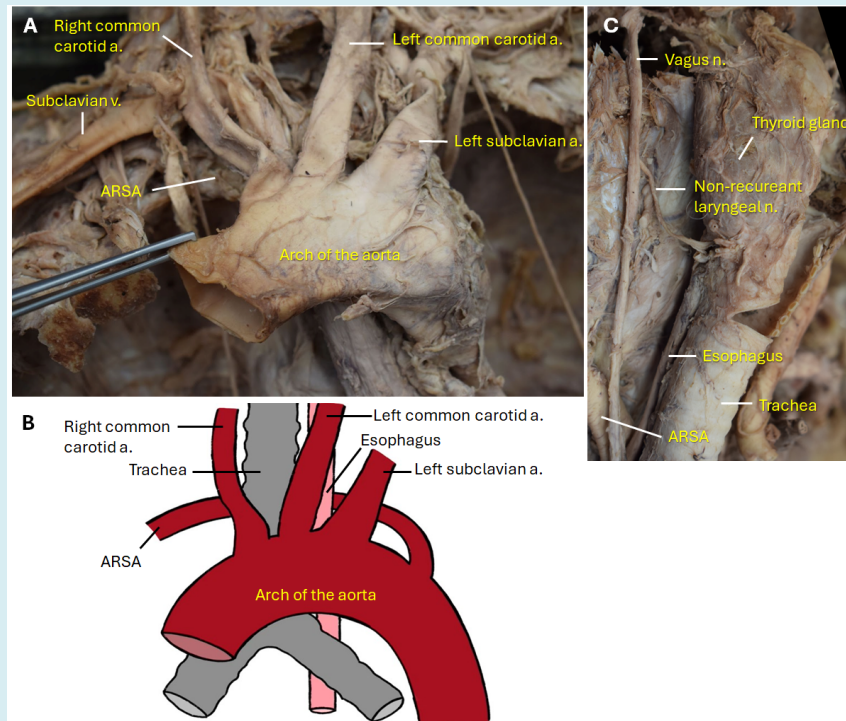 A
Right common
carotid a.
Left common carotid a.
Subclavian v.
Left subclavian a.
ARSA
Arch of the aorta
B
Right common
carotid a.
Left common carotid a.
Esophagus
Trachea
Left subclavian a.
ARSA
Arch of the aorta
C
Vagus n.
Thyroid gland
Non-recureant
laryngeal n.
Esophagus
Trachea
ARSA